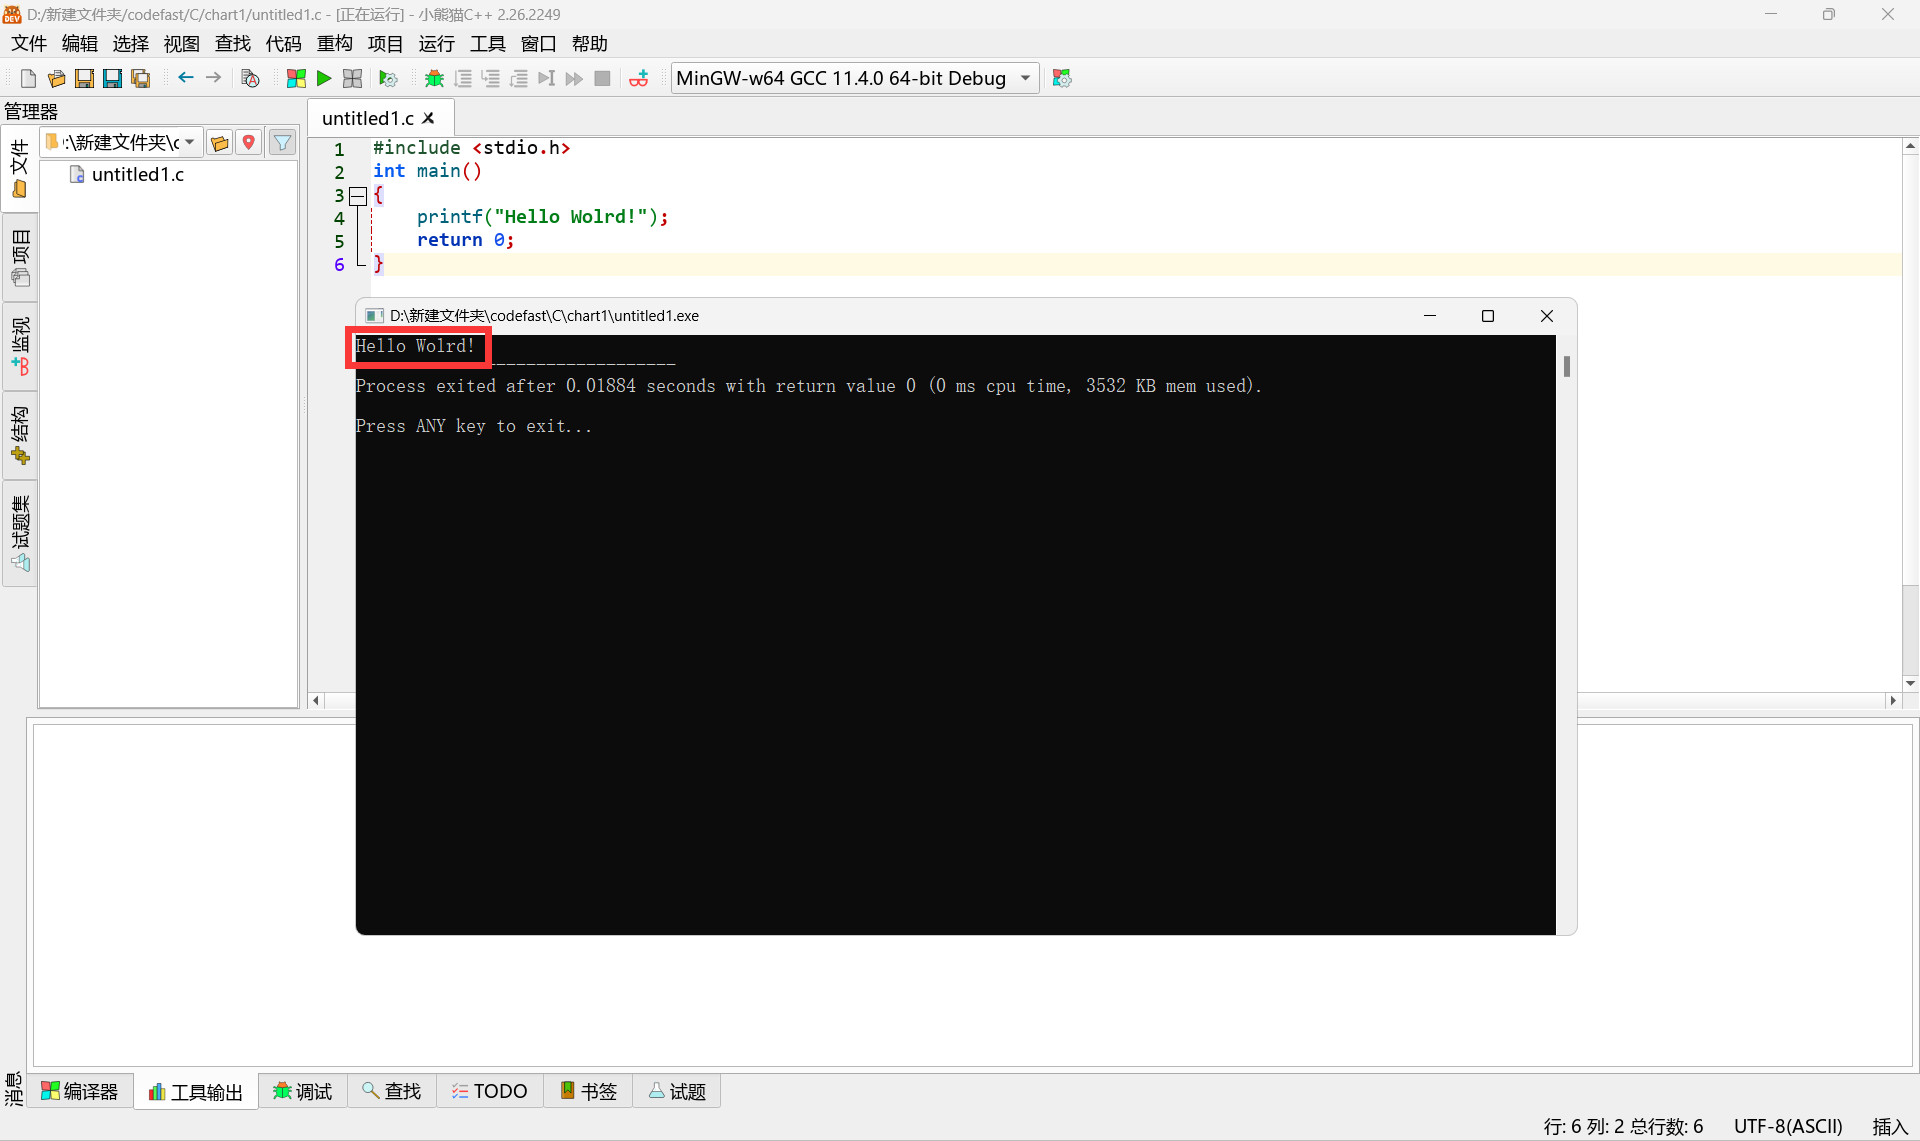 D:/新建文件夹/codefast/C/chart1/untitled1.c - [正在运行] - 小熊猫C++ 2.26.2249
文件 编辑 选择 视图 查找 代码 重构 项目 运行 工具 窗口 帮助
MinGW-w64 GCC 11.4.0 64-bit Debug
管理器
:\新建文件夹\c
untitled1.c
文件
项目
监视
结构
试题集
untitled1.c
1 #include <stdio.h>
2 int main()
3 {
4 printf("Hello Wolrd!");
5 return 0;
6 }
D:\新建文件夹\codefast\C\chart1\untitled1.exe
Hello Wolrd!
Process exited after 0.01884 seconds with return value 0 (0 ms cpu time, 3532 KB mem used).
Press ANY key to exit...
消息
编译器 工具输出 调试 查找 TODO 书签 试题
行: 6 列: 2 总行数: 6 UTF-8(ASCII) 插入